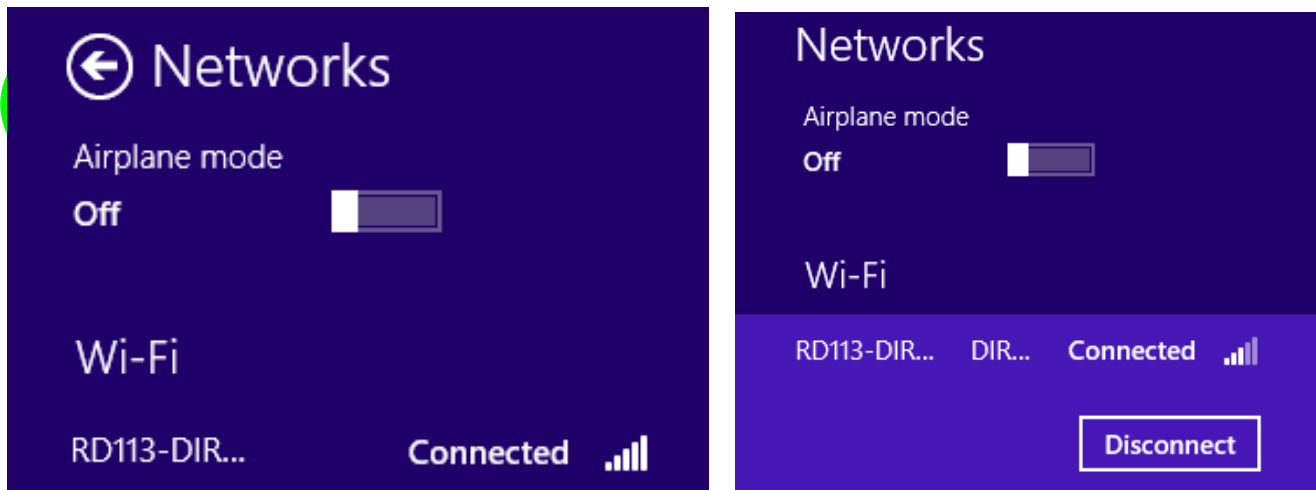 Networks
Airplane mode
Off
Wi-Fi
RD113-DIR... Connected
Networks
Airplane mode
Off
Wi-Fi
RD113-DIR... DIR... Connected
Disconnect